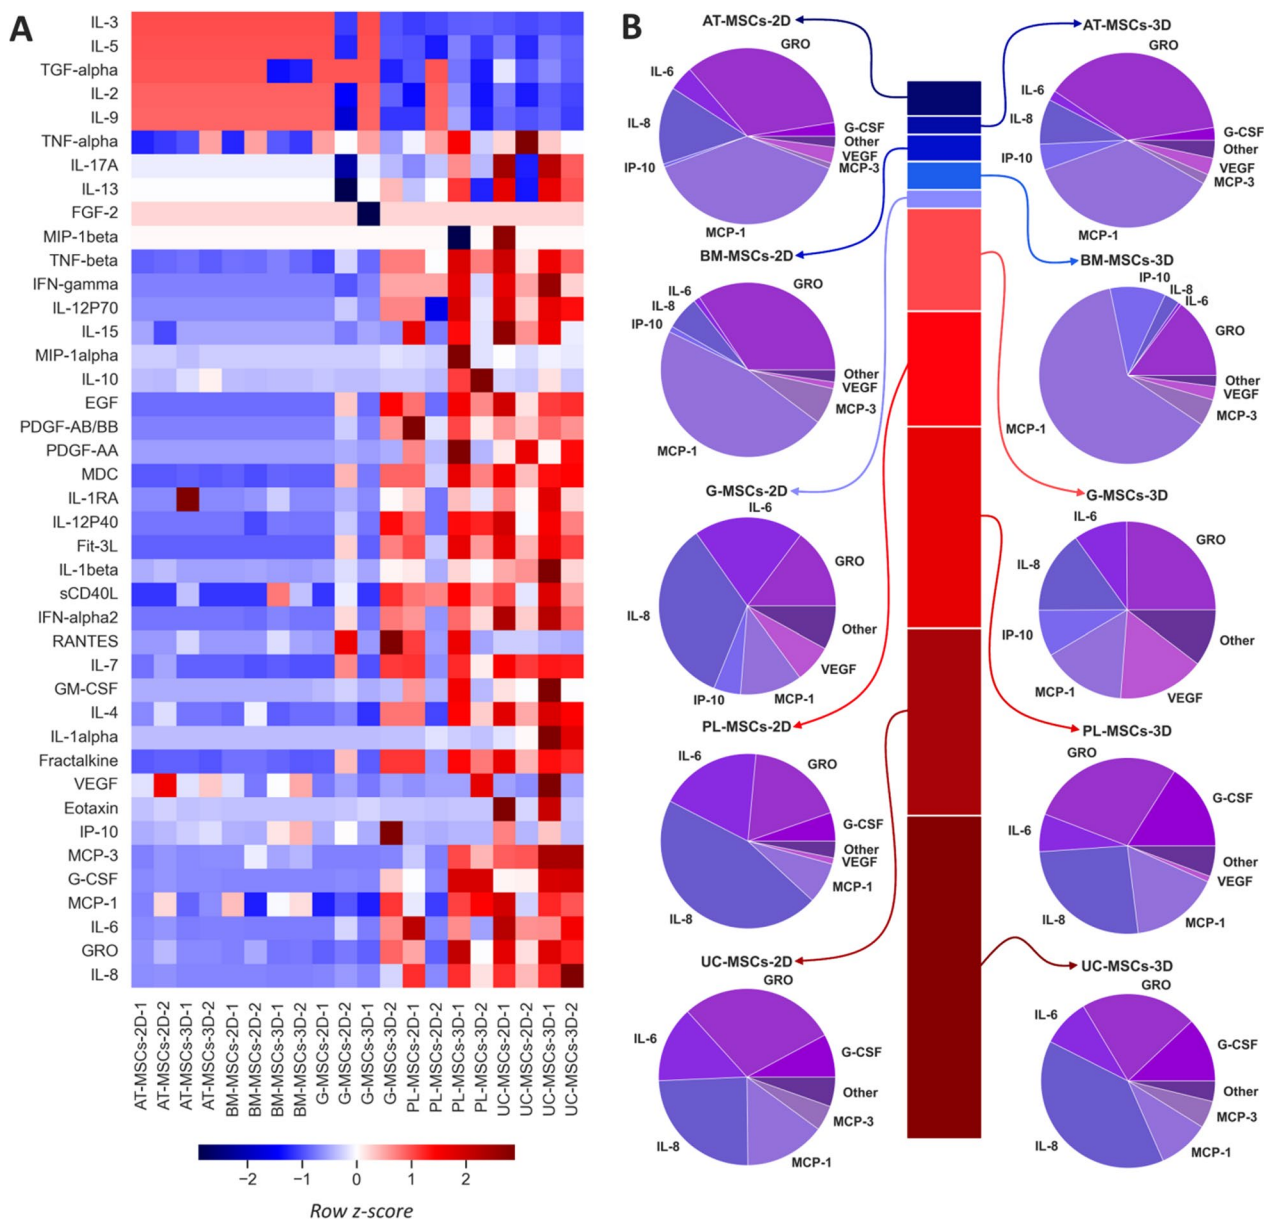 A
IL-3
IL-5
TGF-alpha
IL-2
IL-9
TNF-alpha
IL-17A
IL-13
FGF-2
MIP-1beta
TNF-beta
IFN-gamma
IL-12P70
IL-15
MIP-1alpha
IL-10
EGF
PDGF-AB/BB
PDGF-AA
MDC
IL-1RA
IL-12P40
Fit-3L
IL-1beta
sCD40L
IFN-alpha2
RANTES
IL-7
GM-CSF
IL-4
IL-1alpha
Fractalkine
VEGF
Eotaxin
IP-10
MCP-3
G-CSF
MCP-1
IL-6
GRO
IL-8
AT-MSCs-2D-1
AT-MSCs-2D-2
AT-MSCs-3D-1
AT-MSCs-3D-2
BM-MSCs-2D-1
BM-MSCs-2D-2
BM-MSCs-3D-1
BM-MSCs-3D-2
G-MSCs-2D-1
G-MSCs-2D-2
G-MSCs-3D-1
G-MSCs-3D-2
PL-MSCs-2D-1
PL-MSCs-2D-2
PL-MSCs-3D-1
PL-MSCs-3D-2
UC-MSCs-2D-1
UC-MSCs-2D-2
UC-MSCs-3D-1
UC-MSCs-3D-2
−2 −1 0 1 2
Row z-score
B
AT-MSCs-2D
GRO
IL-6
IL-8
IP-10
MCP-1
G-CSF
Other
VEGF
MCP-3
AT-MSCs-3D
GRO
IL-6
IL-8
IP-10
MCP-1
G-CSF
Other
VEGF
MCP-3
BM-MSCs-2D
GRO
IL-6
IL-8
IP-10
MCP-1
Other
VEGF
MCP-3
BM-MSCs-3D
IP-10
IL-8
IL-6
GRO
Other
VEGF
MCP-3
MCP-1
G-MSCs-2D
IL-6
GRO
IL-8
Other
VEGF
MCP-1
IP-10
G-MSCs-3D
IL-6
GRO
IL-8
IP-10
Other
MCP-1
VEGF
PL-MSCs-2D
IL-6
GRO
G-CSF
Other
VEGF
MCP-1
IL-8
PL-MSCs-3D
GRO
G-CSF
IL-6
Other
VEGF
IL-8
MCP-1
UC-MSCs-2D
GRO
IL-6
G-CSF
Other
MCP-3
IL-8
MCP-1
UC-MSCs-3D
GRO
IL-6
G-CSF
Other
MCP-3
IL-8
MCP-1